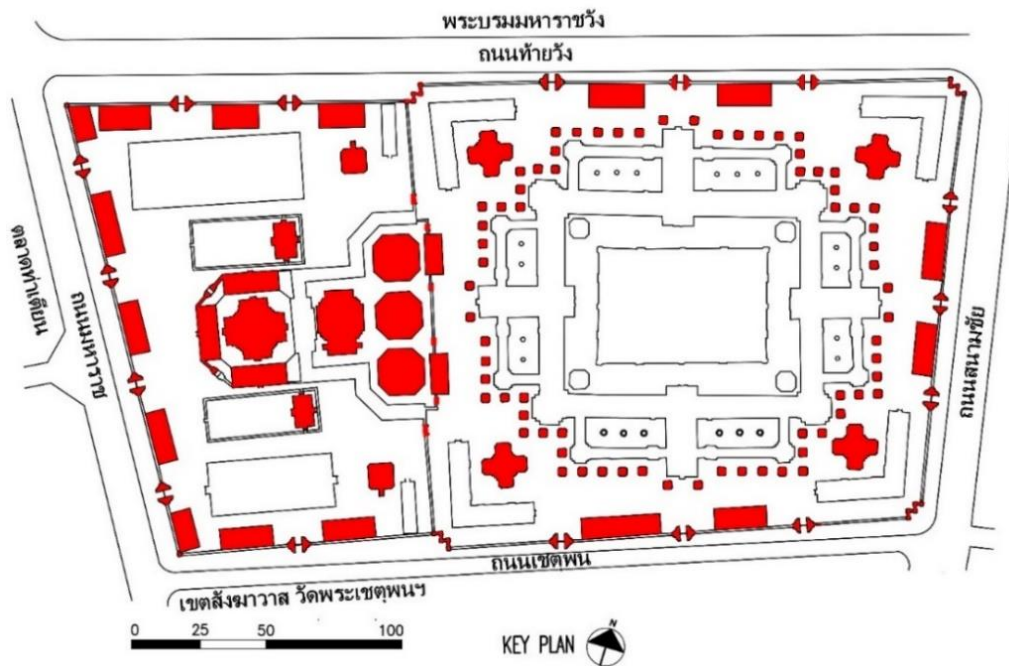 พระบรมมหาราชวัง
ถนนท้ายวัง
ตลาดท่าเตียน
ถนนมหาราช
ถนนสนามชัย
ถนนเชตุพน
เขตสังฆาวาส วัดพระเชตุพนฯ
0 25 50 100
KEY PLAN
N